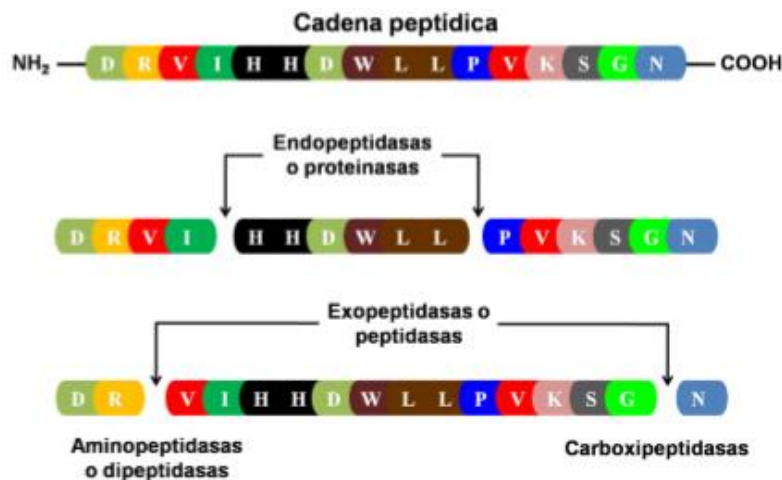 Cadena peptídica
NH₂ D R V I H H D W L L P V K S G N COOH
Endopeptidasas
o proteinasas
D R V I H H D W L L P V K S G N
Exopeptidasas o
peptidasas
D R V I H H D W L L P V K S G N
Aminopeptidasas
o dipeptidasas
Carboxipeptidasas